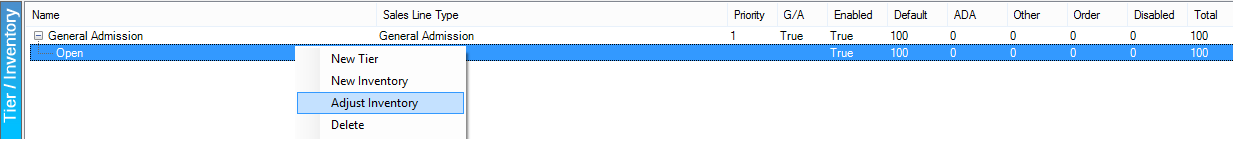 Tier / Inventory
Name Sales Line Type Priority G/A Enabled Default ADA Other Order Disabled Total
General Admission General Admission 1 True True 100 0 0 0 0 100
Open True 100 0 0 0 0 100
New Tier
New Inventory
Adjust Inventory
Delete